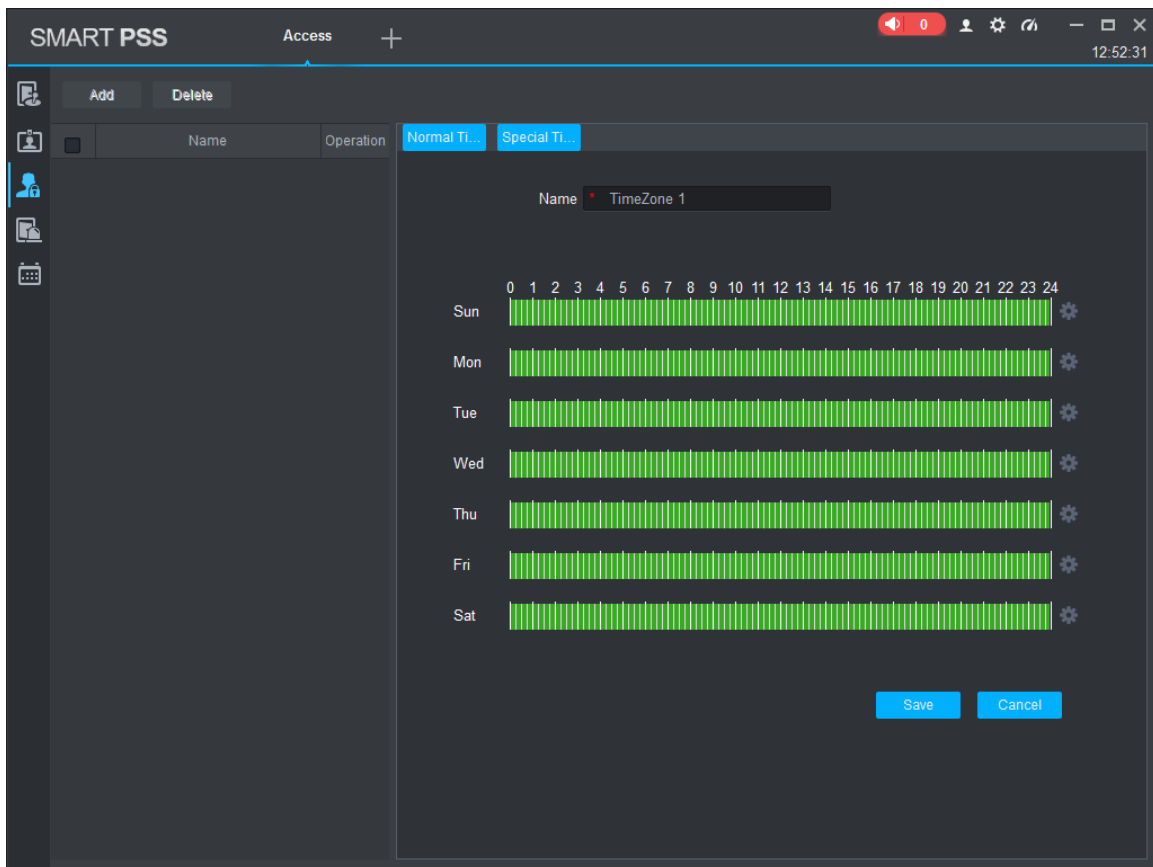 SMART PSS Access 0
12:52:31
Add Delete
Name Operation Normal Ti... Special Ti...
Name * TimeZone 1
0 1 2 3 4 5 6 7 8 9 10 11 12 13 14 15 16 17 18 19 20 21 22 23 24
Sun
Mon
Tue
Wed
Thu
Fri
Sat
Save Cancel